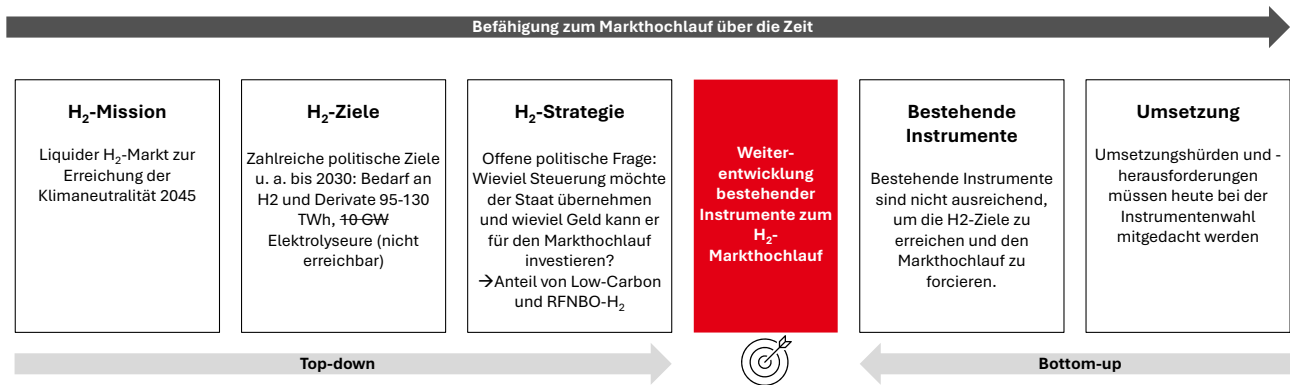 Befähigung zum Markthochlauf über die Zeit
H₂-Mission
Liquider H₂-Markt zur
Erreichung der
Klimaneutralität 2045
H₂-Ziele
Zahlreiche politische Ziele
u. a. bis 2030: Bedarf an
H2 und Derivate 95-130
TWh, 10 GW
Elektrolyseure (nicht
erreichbar)
H₂-Strategie
Offene politische Frage:
Wieviel Steuerung möchte
der Staat übernehmen
und wieviel Geld kann er
für den Markthochlauf
investieren?
→Anteil von Low-Carbon
und RFNBO-H₂
Weiter-
entwicklung
bestehender
Instrumente zum
H₂-
Markthochlauf
Bestehende
Instrumente
Bestehende Instrumente
sind nicht ausreichend,
um die H2-Ziele zu
erreichen und den
Markthochlauf zu
forcieren.
Umsetzung
Umsetzungshürden und -
herausforderungen
müssen heute bei der
Instrumentenwahl
mitgedacht werden
Top-down
Bottom-up